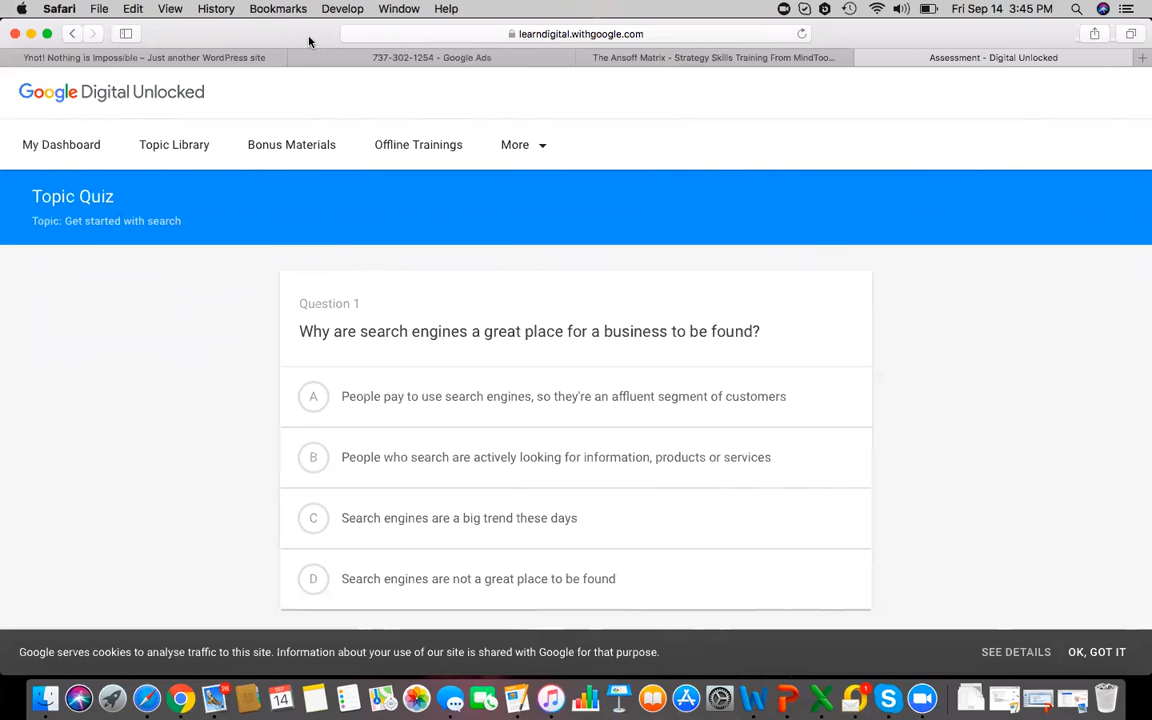 Safari File Edit View History Bookmarks Develop Window Help Fri Sep 14 3:45 PM
learndigital.withgoogle.com
Ynot! Nothing is Impossible – Just another WordPress site 737-302-1254 - Google Ads The Ansoff Matrix - Strategy Skills Training From MindToo... Assessment - Digital Unlocked
Google Digital Unlocked
My Dashboard Topic Library Bonus Materials Offline Trainings More
Topic Quiz
Topic: Get started with search
Question 1
Why are search engines a great place for a business to be found?
A People pay to use search engines, so they're an affluent segment of customers
B People who search are actively looking for information, products or services
C Search engines are a big trend these days
D Search engines are not a great place to be found
Google serves cookies to analyse traffic to this site. Information about your use of our site is shared with Google for that purpose. SEE DETAILS OK, GOT IT